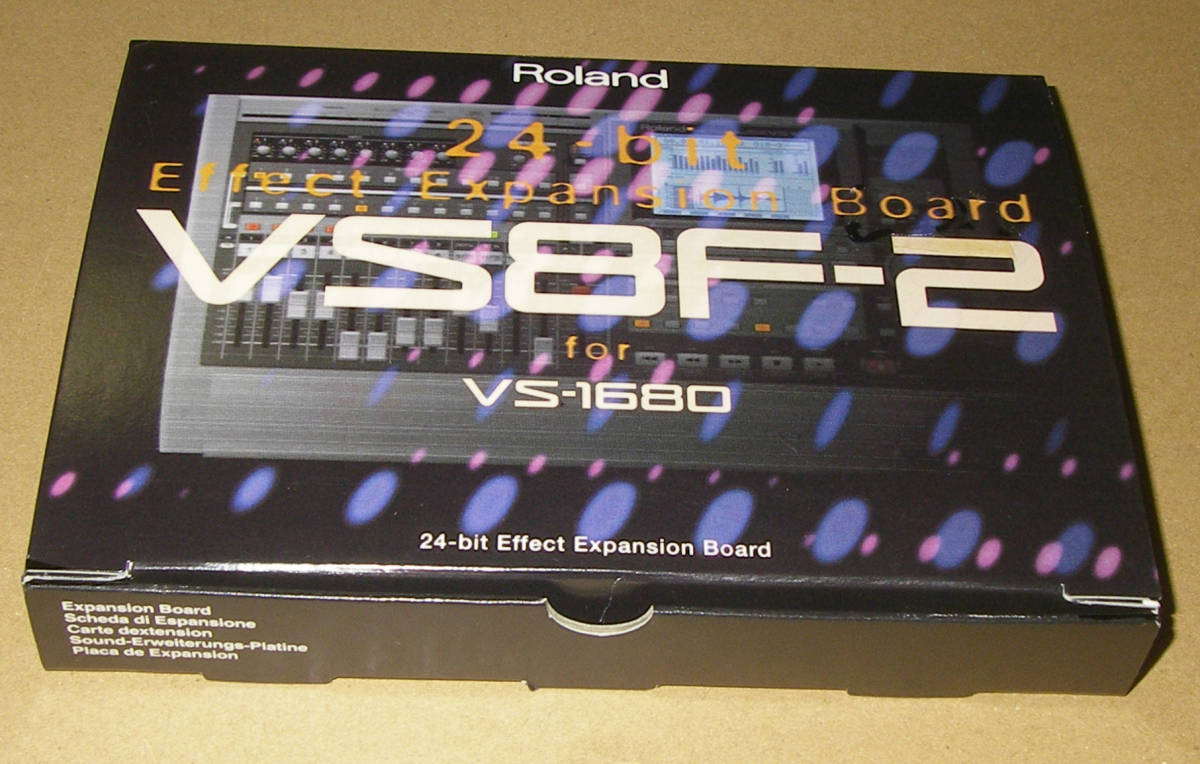 Roland
24-bit
Effect Expansion Board
VS8F-2
for
VS-1680
24-bit Effect Expansion Board
Expansion Board
Scheda di Espansione
Carte dextension
Sound-Erweiterungs-Platine
Placa de Expansion